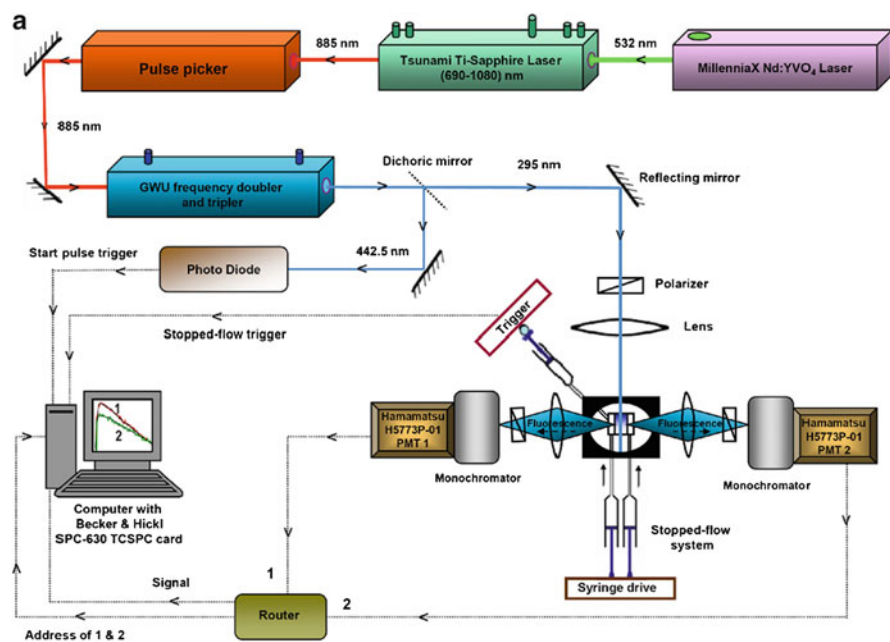 a
885 nm
532 nm
Pulse picker
Tsunami Ti-Sapphire Laser
(690-1080) nm
MillenniaX Nd:YVO₄ Laser
885 nm
Dichoric mirror
295 nm
Reflecting mirror
GWU frequency doubler
and tripler
442.5 nm
Start pulse trigger
Photo Diode
Polarizer
Stopped-flow trigger
Trigger
Lens
1
2
Hamamatsu
H5773P-01
PMT 1
Fluorescence
Fluorescence
Hamamatsu
H5773P-01
PMT 2
Monochromator
Monochromator
Computer with
Becker & Hickl
SPC-630 TCSPC card
Stopped-flow
system
Signal
1
Syringe drive
Router
2
Address of 1 & 2